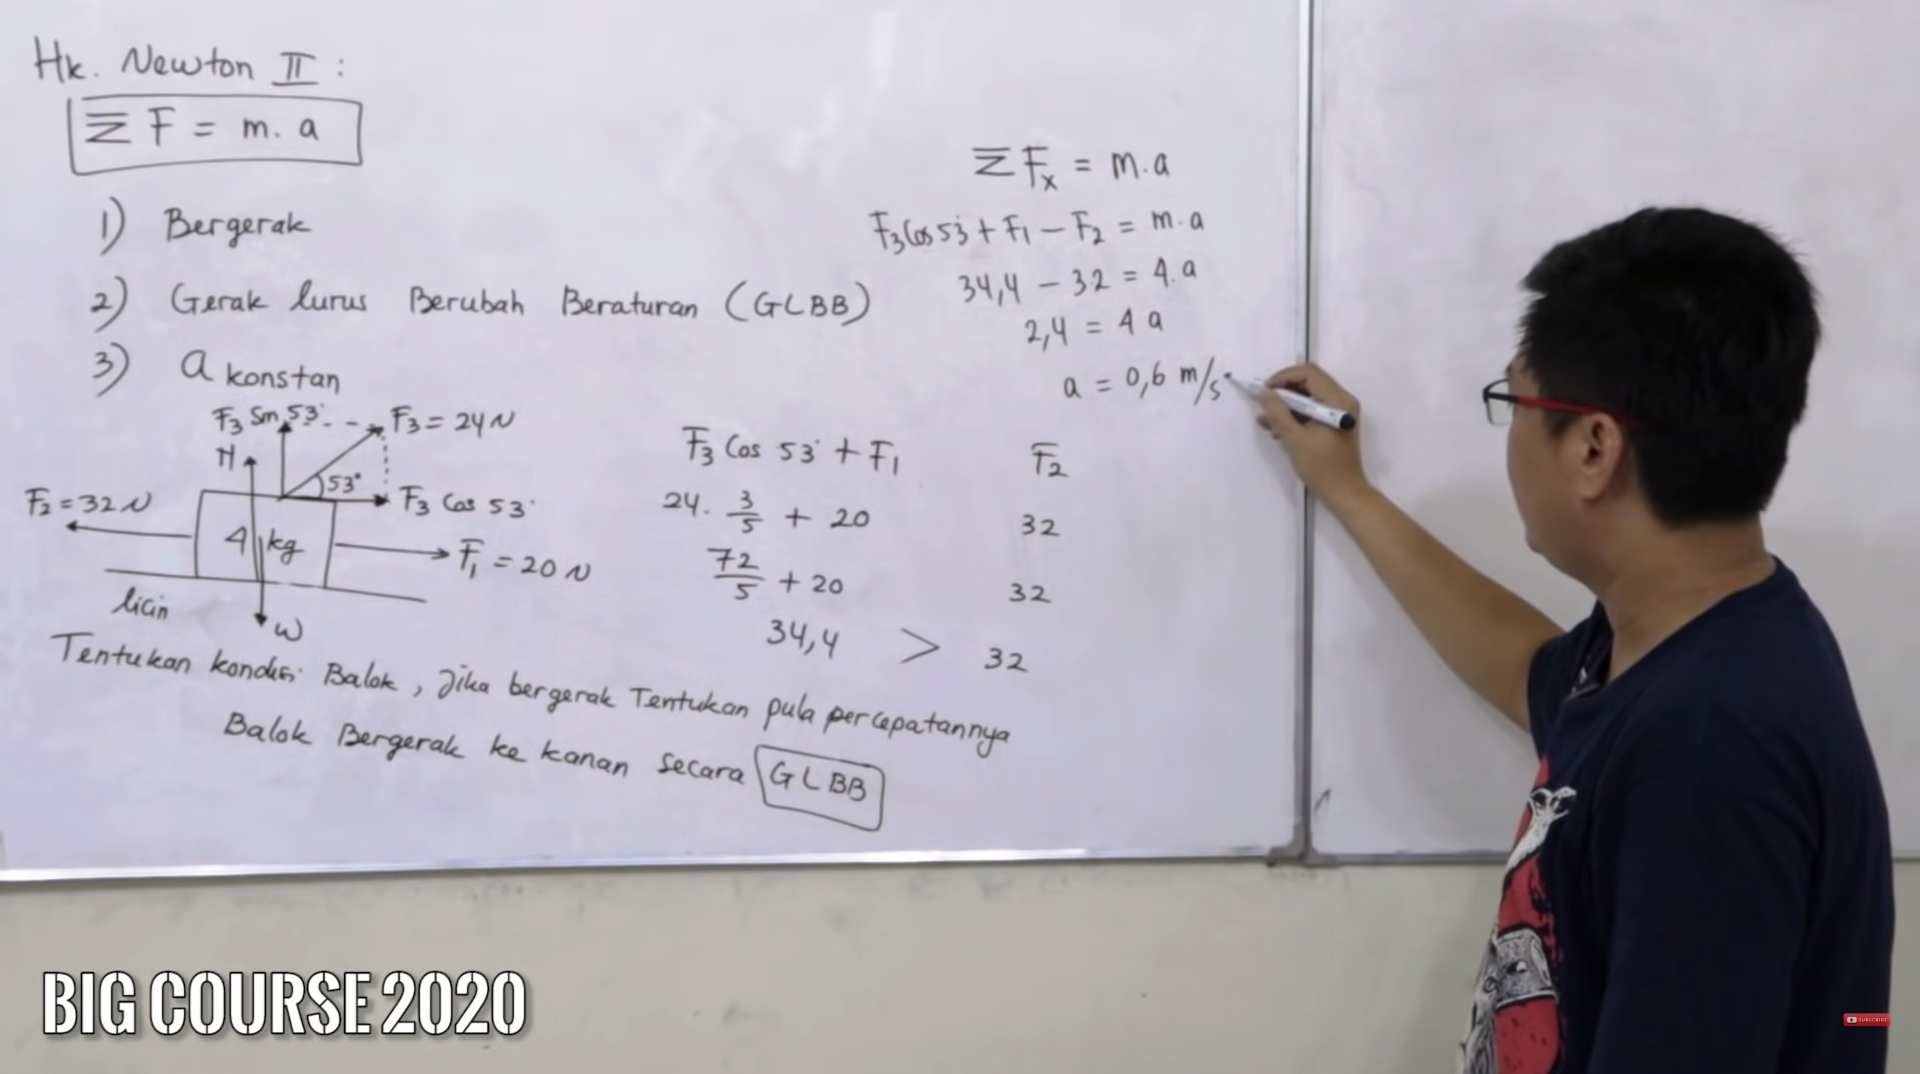 Hk. Newton II :
Σ F = m. a
1) Bergerak
2) Gerak lurus Berubah Beraturan (GLBB)
3) a konstan
F₃ Sin 53°
F₃ = 24 N
N
53°
F₂ = 32 N
F₃ Cos 53°
4 kg
F₁ = 20 N
licin
W
Tentukan kondisi Balok, jika bergerak Tentukan pula percepatannya
Balok Bergerak ke kanan secara GLBB
F₃ Cos 53° + F₁ F₂
24. 3/5 + 20 32
72/5 + 20 32
34,4 > 32
Σ Fₓ = m.a
F₃ Cos 53° + F₁ − F₂ = m.a
34,4 − 32 = 4.a
2,4 = 4 a
a = 0,6 m/s
BIG COURSE 2020
SUBSCRIBE